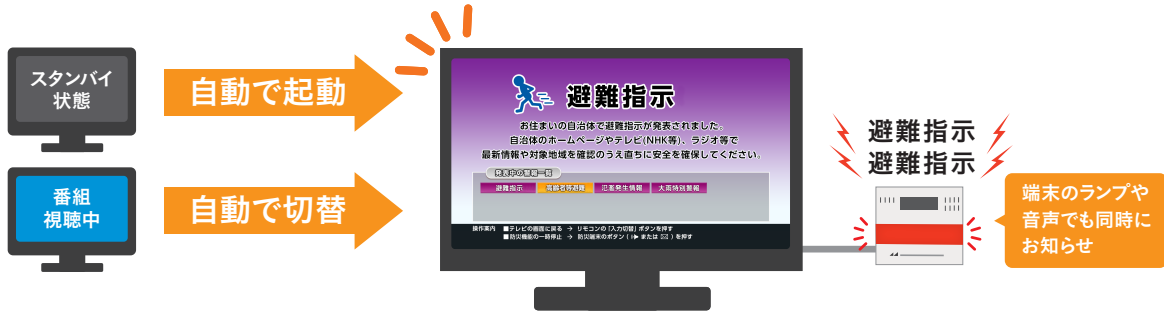 スタンバイ
状態
自動で起動
番組
視聴中
自動で切替
避難指示
お住まいの自治体で避難指示が発表されました。
自治体のホームページやテレビ(NHK等)、ラジオ等で
最新情報や対象地域を確認のうえ直ちに安全を確保してください。
発表中の警報一覧
避難指示 高齢者等避難 氾濫発生情報 大雨特別警報
操作案内 ■テレビの画面に戻る → リモコンの「入力切替」ボタンを押す
■防災機能の一時停止 → 防災端末のボタン ( または ) を押す
避難指示
避難指示
端末のランプや
音声でも同時に
お知らせ